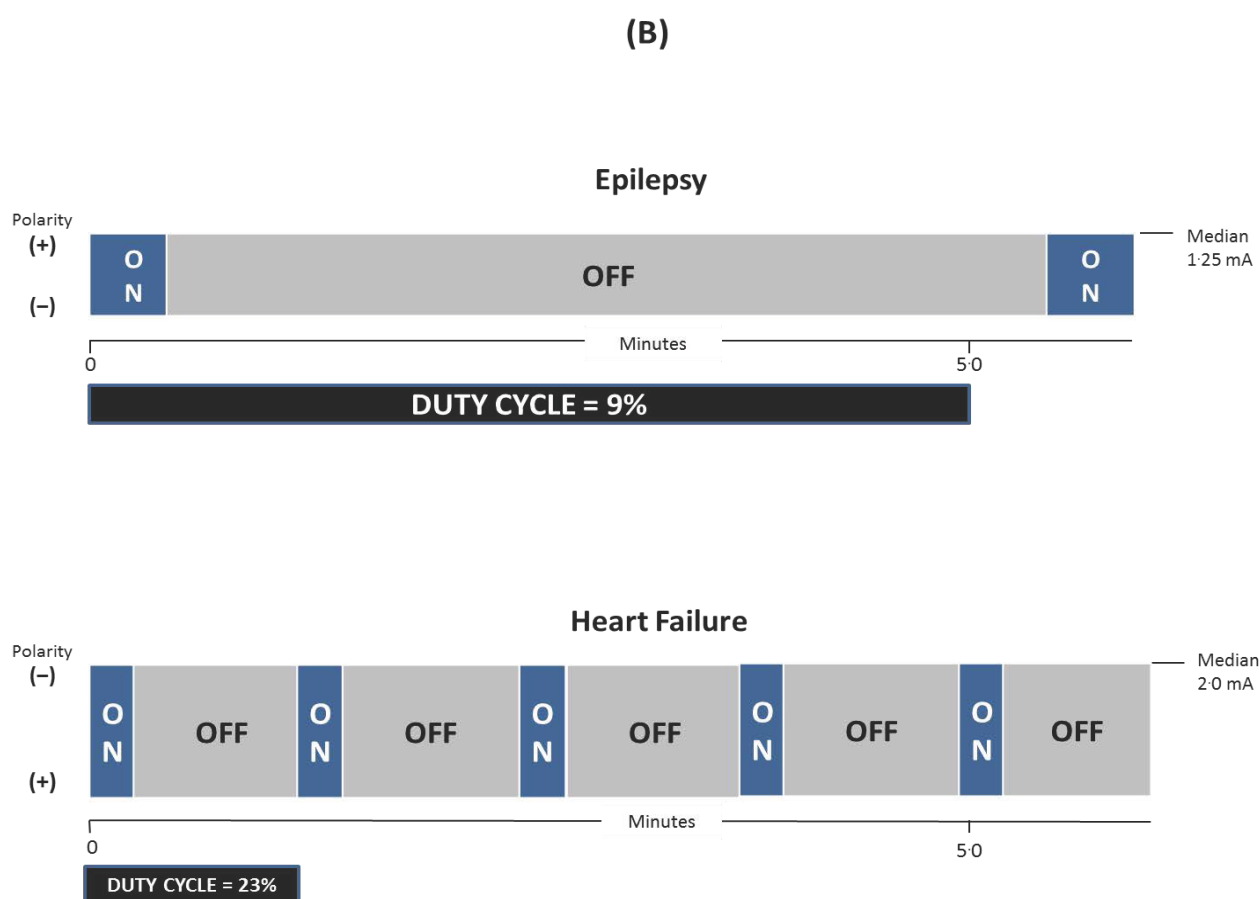 (B)
Epilepsy
Polarity
(+)
(–)
O
N
OFF
O
N
Median
1·25 mA
Minutes
0
5·0
DUTY CYCLE = 9%
Heart Failure
Polarity
(–)
(+)
O
N
OFF
O
N
OFF
O
N
OFF
O
N
OFF
O
N
OFF
Median
2·0 mA
Minutes
0
5·0
DUTY CYCLE = 23%